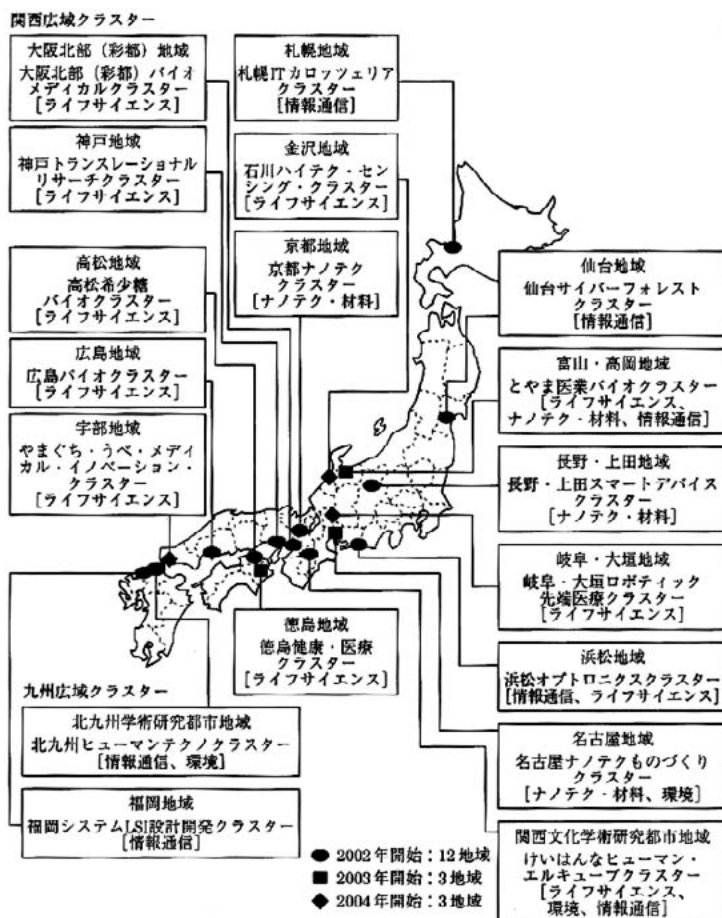 関西広域クラスター
大阪北部（彩都）地域
大阪北部（彩都）バイオ
メディカルクラスター
[ライフサイエンス]
神戸地域
神戸トランスレーショナル
リサーチクラスター
[ライフサイエンス]
高松地域
高松希少糖
バイオクラスター
[ライフサイエンス]
広島地域
広島バイオクラスター
[ライフサイエンス]
宇部地域
やまぐち・うべ・メディ
カル・イノベーション・
クラスター
[ライフサイエンス]
札幌地域
札幌ITカロッツェリア
クラスター
[情報通信]
金沢地域
石川ハイテク・セン
シング・クラスター
[ライフサイエンス]
京都地域
京都ナノテク
クラスター
[ナノテク・材料]
仙台地域
仙台サイバーフォレスト
クラスター
[情報通信]
富山・高岡地域
とやま医薬バイオクラスター
[ライフサイエンス、
ナノテク・材料、情報通信]
長野・上田地域
長野・上田スマートデバイス
クラスター
[ナノテク・材料]
岐阜・大垣地域
岐阜・大垣ロボティック
先端医療クラスター
[ライフサイエンス]
浜松地域
浜松オプトロニクスクラスター
[情報通信、ライフサイエンス]
名古屋地域
名古屋ナノテクものづくり
クラスター
[ナノテク・材料、環境]
関西文化学術研究都市地域
けいはんなヒューマン・
エルキューブクラスター
[ライフサイエンス、
環境、情報通信]
徳島地域
徳島健康・医療
クラスター
[ライフサイエンス]
九州広域クラスター
北九州学術研究都市地域
北九州ヒューマンテクノクラスター
[情報通信、環境]
福岡地域
福岡システムLSI設計開発クラスター
[情報通信]
● 2002年開始：12地域
■ 2003年開始：3地域
◆ 2004年開始：3地域